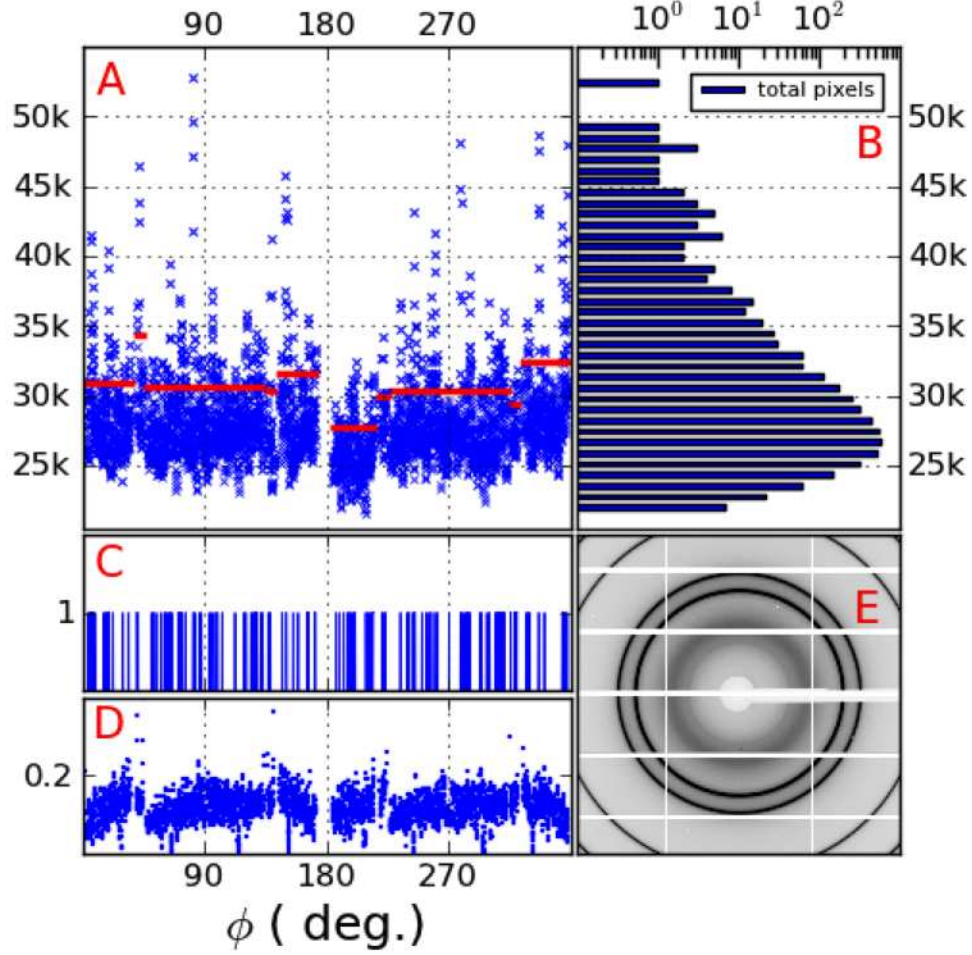 90 180 270
10^0 10^1 10^2
A
total pixels
B
50k 50k
45k 45k
40k 40k
35k 35k
30k 30k
25k 25k
C
1
E
D
0.2
90 180 270
ϕ ( deg.)